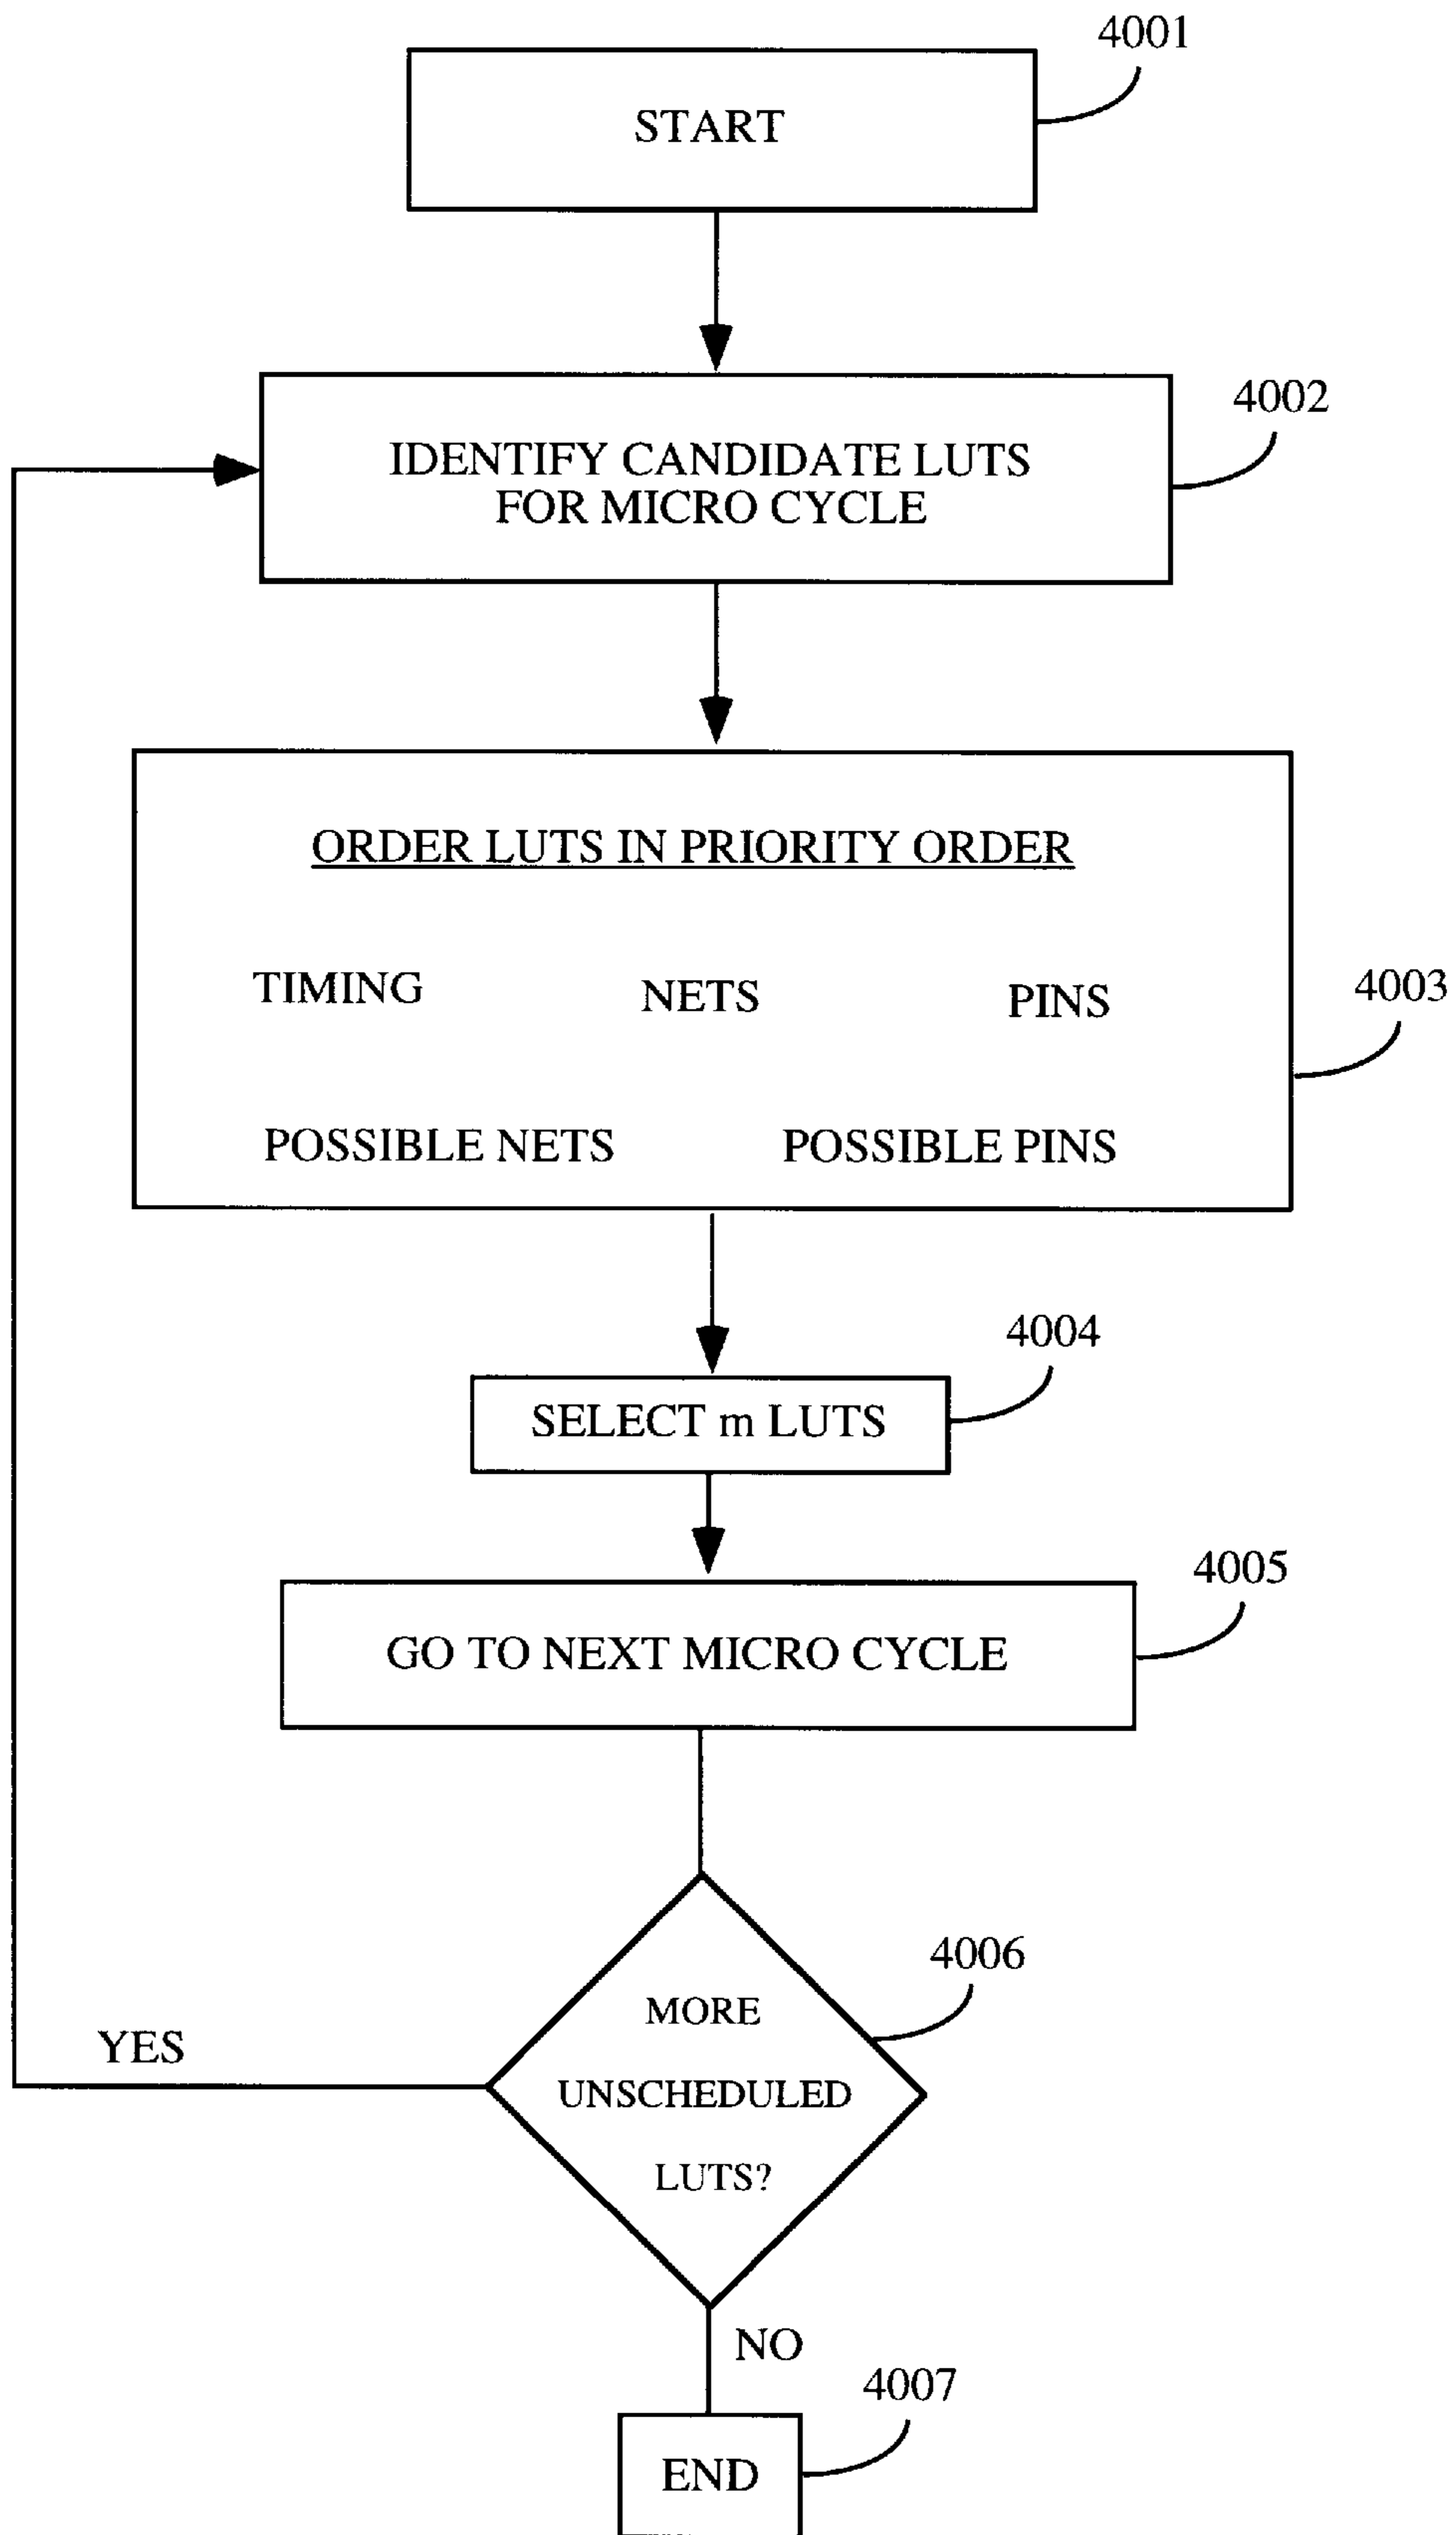 4001
START
4002
IDENTIFY CANDIDATE LUTS
FOR MICRO CYCLE
ORDER LUTS IN PRIORITY ORDER
TIMING NETS PINS
4003
POSSIBLE NETS POSSIBLE PINS
4004
SELECT m LUTS
4005
GO TO NEXT MICRO CYCLE
4006
MORE
UNSCHEDULED
LUTS?
YES
NO
4007
END